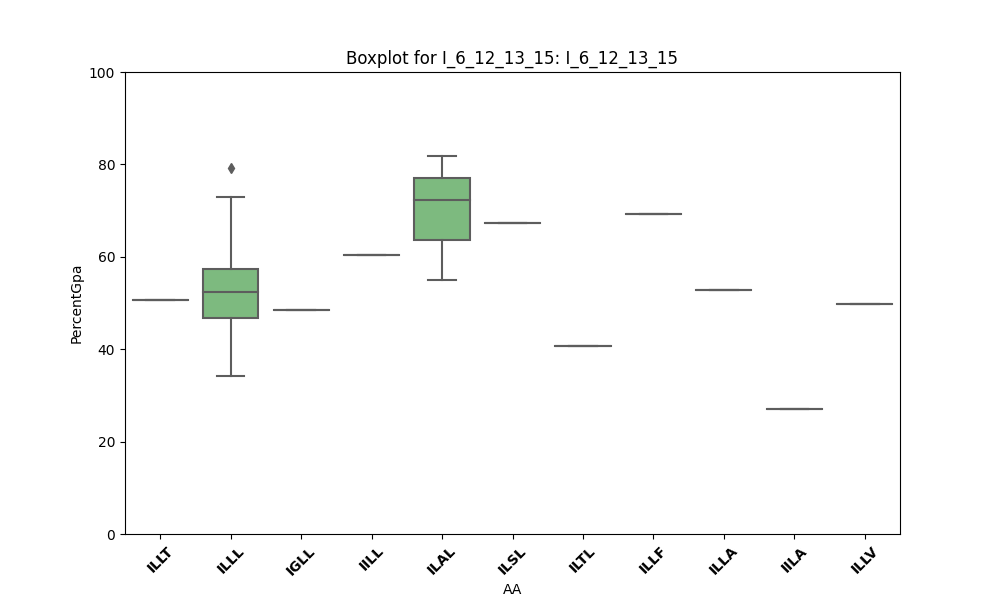 Boxplot for I_6_12_13_15: I_6_12_13_15
100
80
60
40
20
0
PercentGpa
ILLT ILLL IGLL IILL ILAL ILSL ILTL ILLF ILLA IILA ILLV
AA